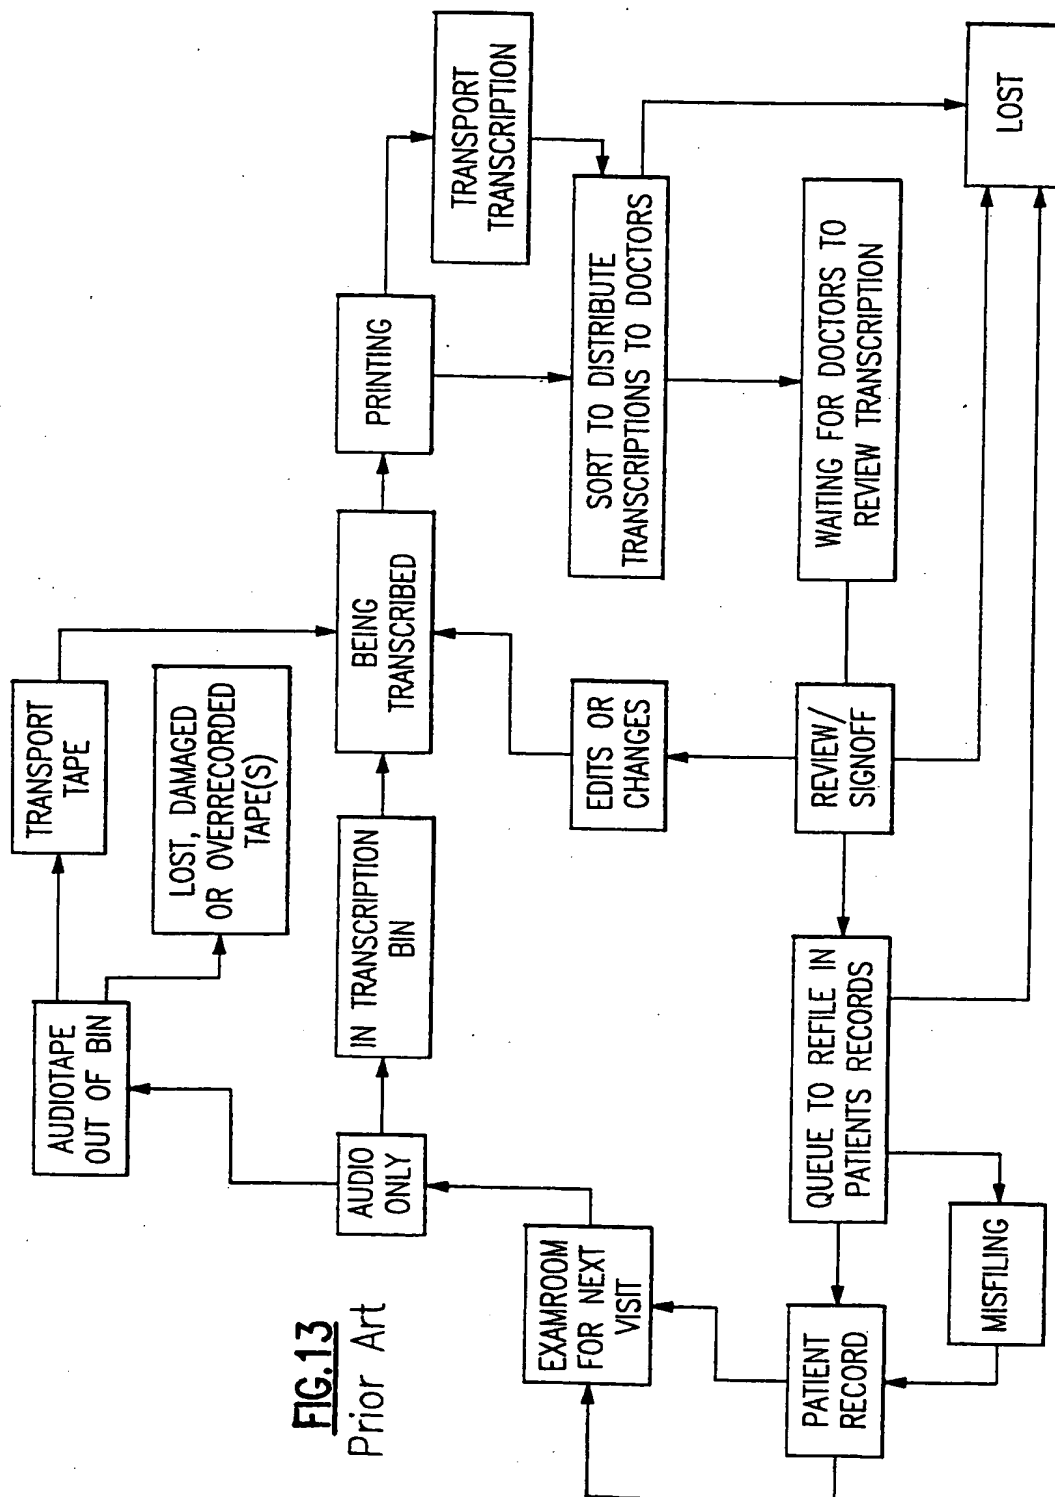 AUDIOTAPE
OUT OF BIN
TRANSPORT
TAPE
LOST, DAMAGED
OR OVERRECORDED
TAPE(S)
AUDIO
ONLY
IN TRANSCRIPTION
BIN
BEING
TRANSCRIBED
PRINTING
TRANSPORT
TRANSCRIPTION
EXAMROOM
FOR NEXT
VISIT
EDITS OR
CHANGES
SORT TO DISTRIBUTE
TRANSCRIPTIONS TO DOCTORS
PATIENT
RECORD
QUEUE TO REFILE IN
PATIENTS RECORDS
REVIEW/
SIGNOFF
WAITING FOR DOCTORS TO
REVIEW TRANSCRIPTION
MISFILING
LOST
FIG.13
Prior Art